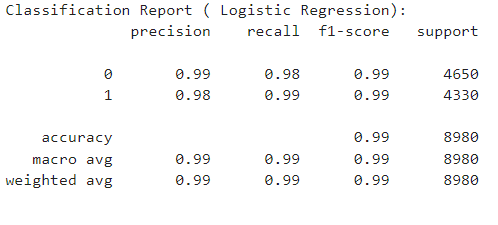 Classification Report ( Logistic Regression):
precision recall f1-score support
0 0.99 0.98 0.99 4650
1 0.98 0.99 0.99 4330
accuracy 0.99 8980
macro avg 0.99 0.99 0.99 8980
weighted avg 0.99 0.99 0.99 8980